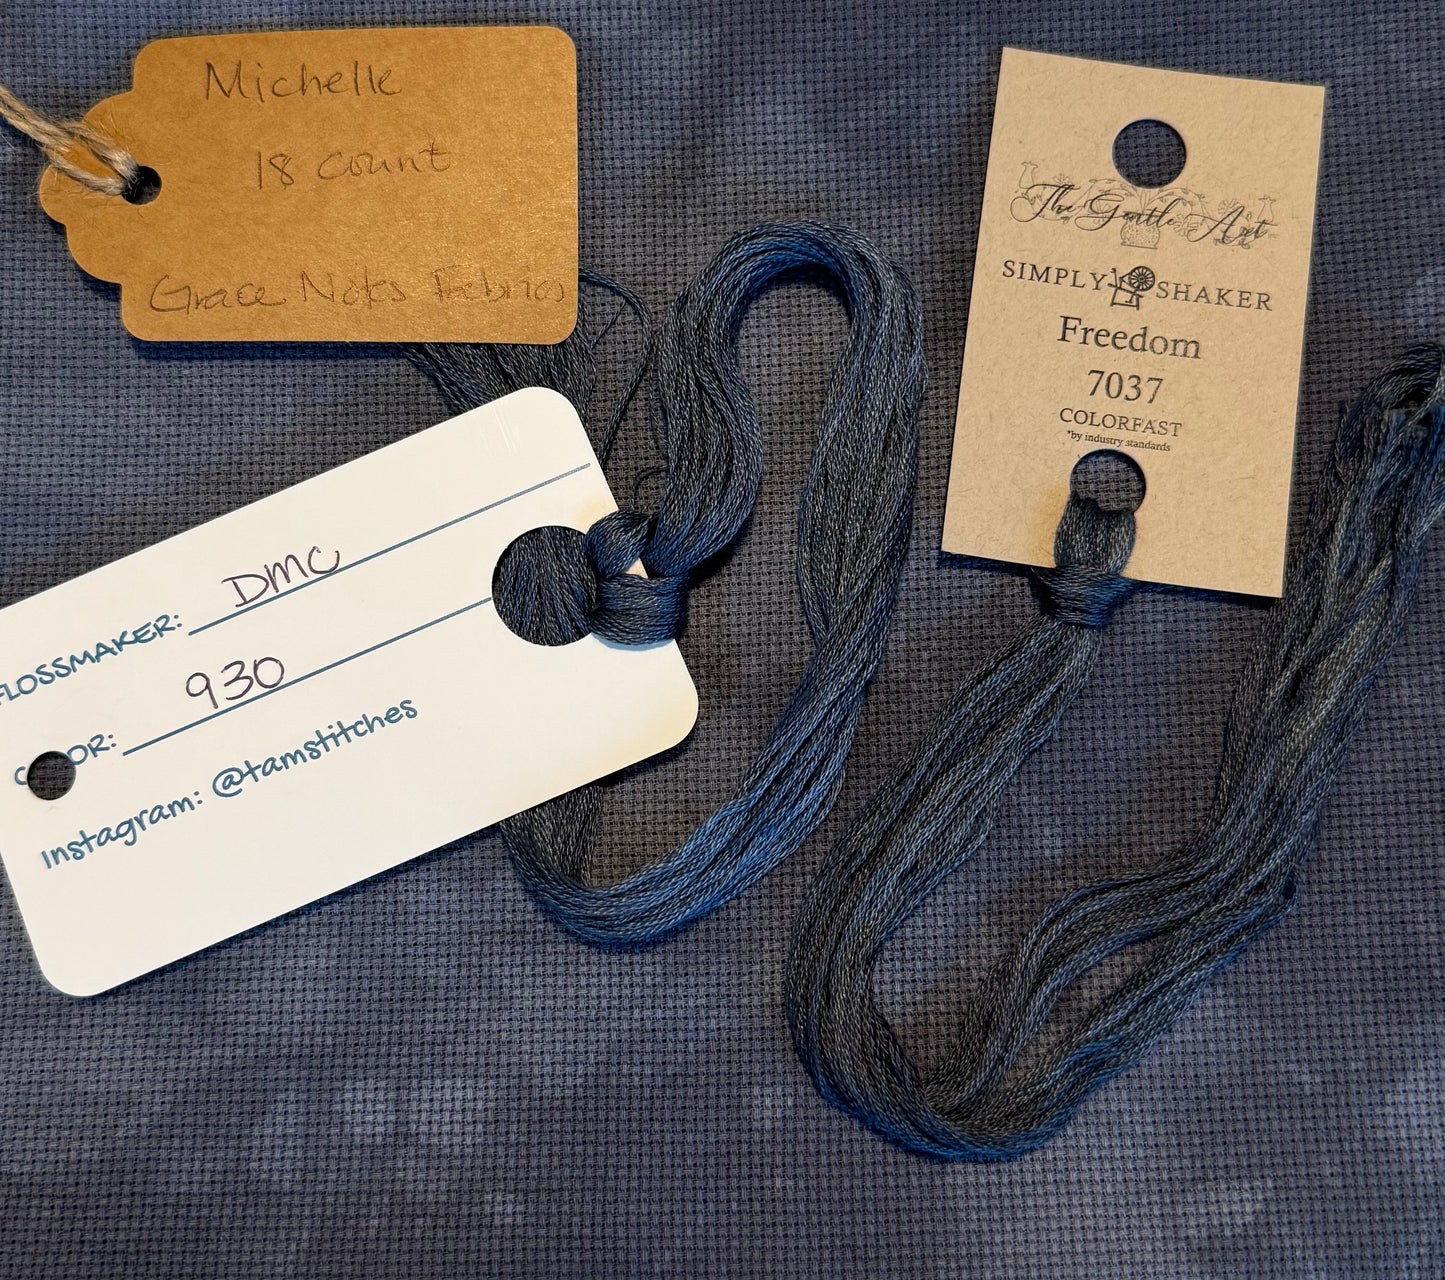 Michelle
18 count
Grace Notes Fabrics
The Gentle Art
SIMPLY SHAKER
Freedom
7037
COLORFAST
*by industry standards
FLOSSMAKER: DMC
COLOR: 930
Instagram: @tamstitches